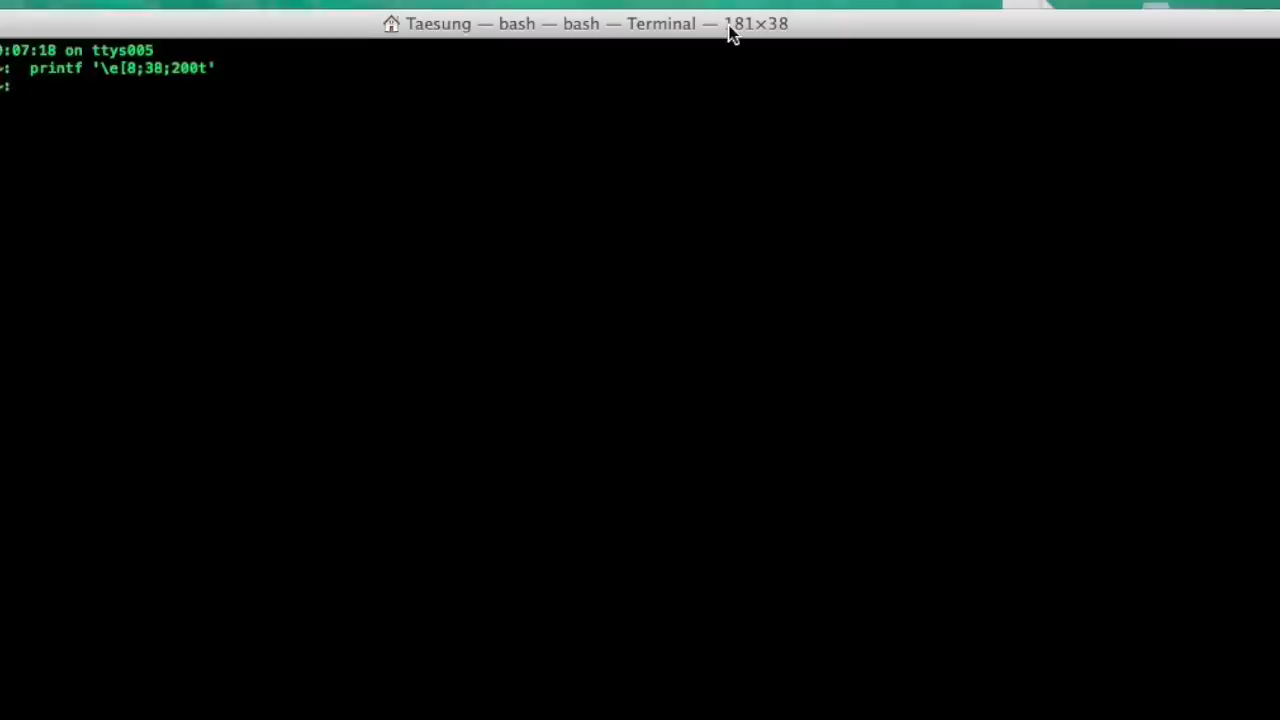 Taesung — bash — bash — Terminal — 181×38
:07:18 on ttys005
: printf '\e[8;38;200t'
: